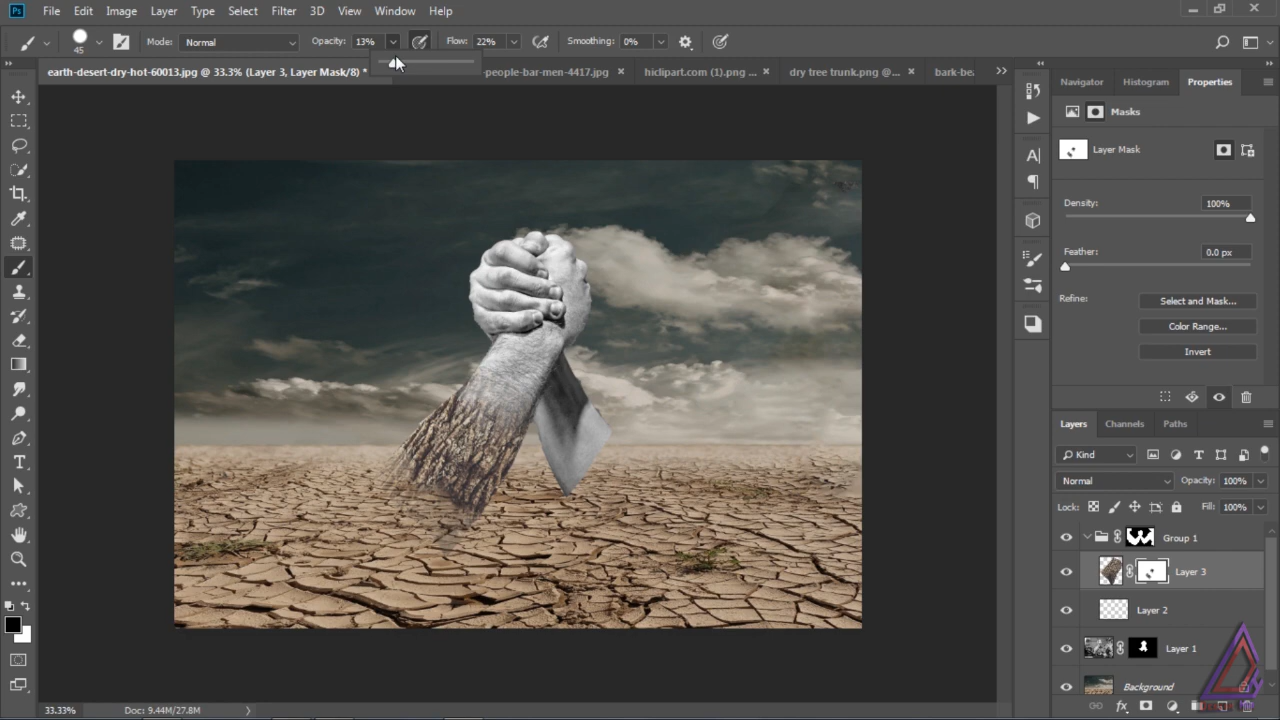 Ps File Edit Image Layer Type Select Filter 3D View Window Help
45 Mode: Normal Opacity: 13% Flow: 22% Smoothing: 0%
earth-desert-dry-hot-60013.jpg @ 33.3% (Layer 3, Layer Mask/8) * -people-bar-men-4417.jpg × hiclipart.com (1).png ... × dry tree trunk.png @... × bark-be
Navigator Histogram Properties
Masks
Layer Mask
Density: 100%
Feather: 0.0 px
Refine: Select and Mask...
Color Range...
Invert
Layers Channels Paths
Kind
Normal Opacity: 100%
Lock: Fill: 100%
Group 1
Layer 3
Layer 2
Layer 1
Background
33.33% Doc: 9.44M/27.8M